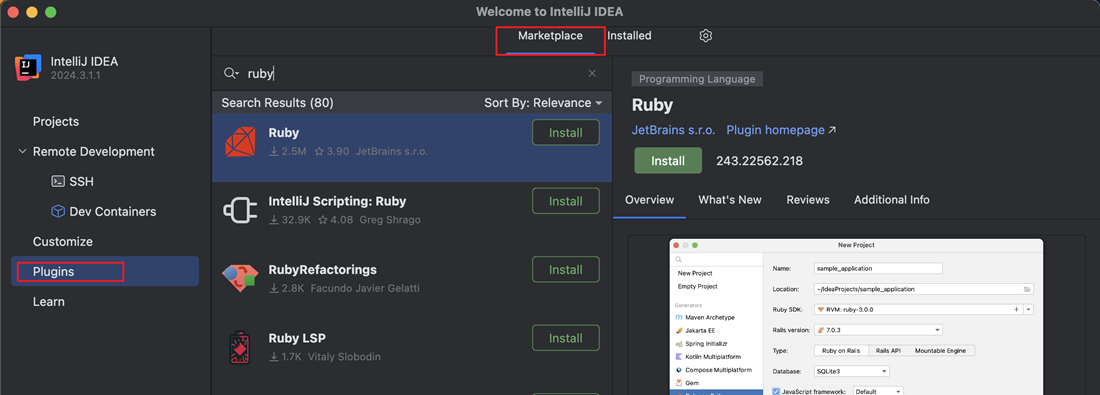 Welcome to IntelliJ IDEA
IntelliJ IDEA
2024.3.1.1
Projects
Remote Development
SSH
Dev Containers
Customize
Plugins
Learn
Marketplace
Installed
ruby
Search Results (80)
Sort By: Relevance
Ruby
Install
2.5M 3.90 JetBrains s.r.o.
IntelliJ Scripting: Ruby
Install
32.9K 4.08 Greg Shrago
RubyRefactorings
Install
2.8K Facundo Javier Gelatti
Ruby LSP
Install
1.7K Vitaly Slobodin
Programming Language
Ruby
JetBrains s.r.o. Plugin homepage ↗
Install 243.22562.218
Overview What's New Reviews Additional Info
New Project
New Project
Empty Project
Generators
Maven Archetype
Jakarta EE
Spring Initializr
Kotlin Multiplatform
Compose Multiplatform
Gem
Name: sample_application
Location: ~/IdeaProjects/sample_application
Ruby SDK: RVM: ruby-3.0.0
Rails version: 7.0.3
Type: Ruby on Rails Rails API Mountable Engine
Database: SQLite3
JavaScript framework: Default